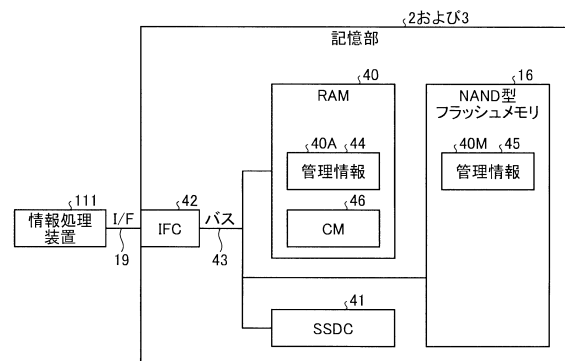 2および3
記憶部
40
RAM
40A 44
管理情報
46
CM
16
NAND型
フラッシュメモリ
40M 45
管理情報
111
情報処理
装置
I/F
19
42
IFC
バス
43
41
SSDC